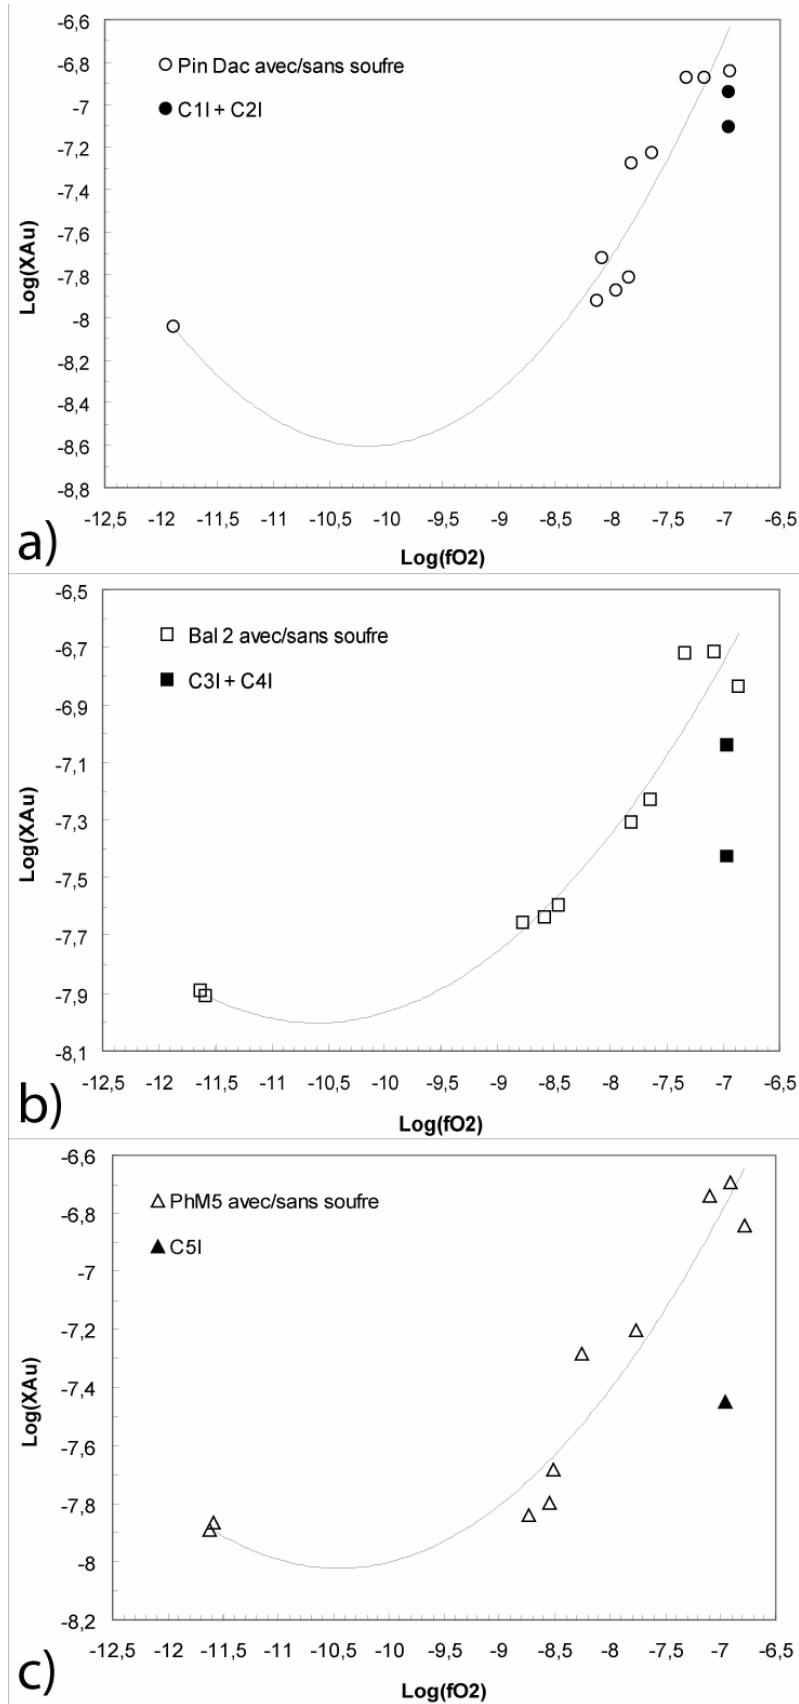 -6,6
Pin Dac avec/sans soufre
-6,8
C1I + C2I
-7
-7,2
-7,4
-7,6
-7,8
-8
-8,2
-8,4
-8,6
-8,8
Log(XAu)
-12,5 -12 -11,5 -11 -10,5 -10 -9,5 -9 -8,5 -8 -7,5 -7 -6,5
Log(fO2)
a)
-6,5
Bal 2 avec/sans soufre
-6,7
C3I + C4I
-6,9
-7,1
-7,3
-7,5
-7,7
-7,9
-8,1
Log(XAu)
-12,5 -12 -11,5 -11 -10,5 -10 -9,5 -9 -8,5 -8 -7,5 -7 -6,5
Log(fO2)
b)
-6,6
PhM5 avec/sans soufre
-6,8
C5I
-7
-7,2
-7,4
-7,6
-7,8
-8
-8,2
Log(XAu)
-12,5 -12 -11,5 -11 -10,5 -10 -9,5 -9 -8,5 -8 -7,5 -7 -6,5
Log(fO2)
c)